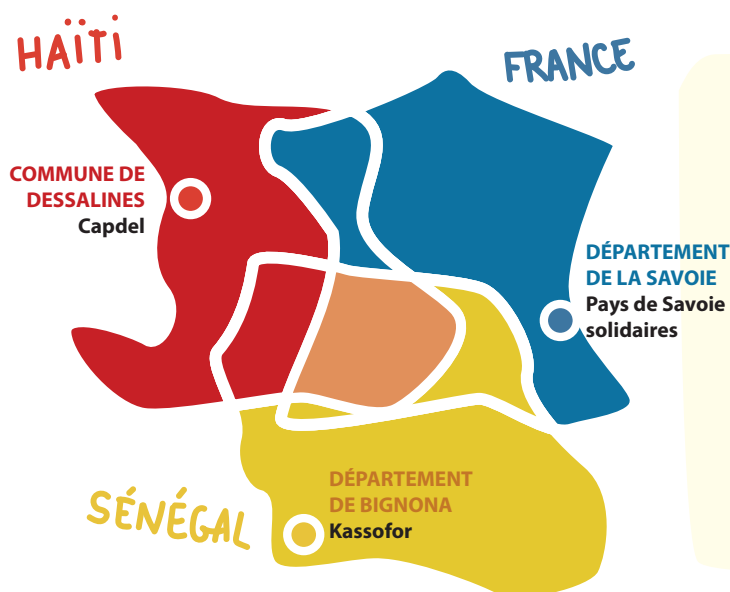 HAÏTI
FRANCE
COMMUNE DE
DESSALINES
Capdel
DÉPARTEMENT
DE LA SAVOIE
Pays de Savoie
solidaires
SÉNÉGAL
DÉPARTEMENT
DE BIGNONA
Kassofor